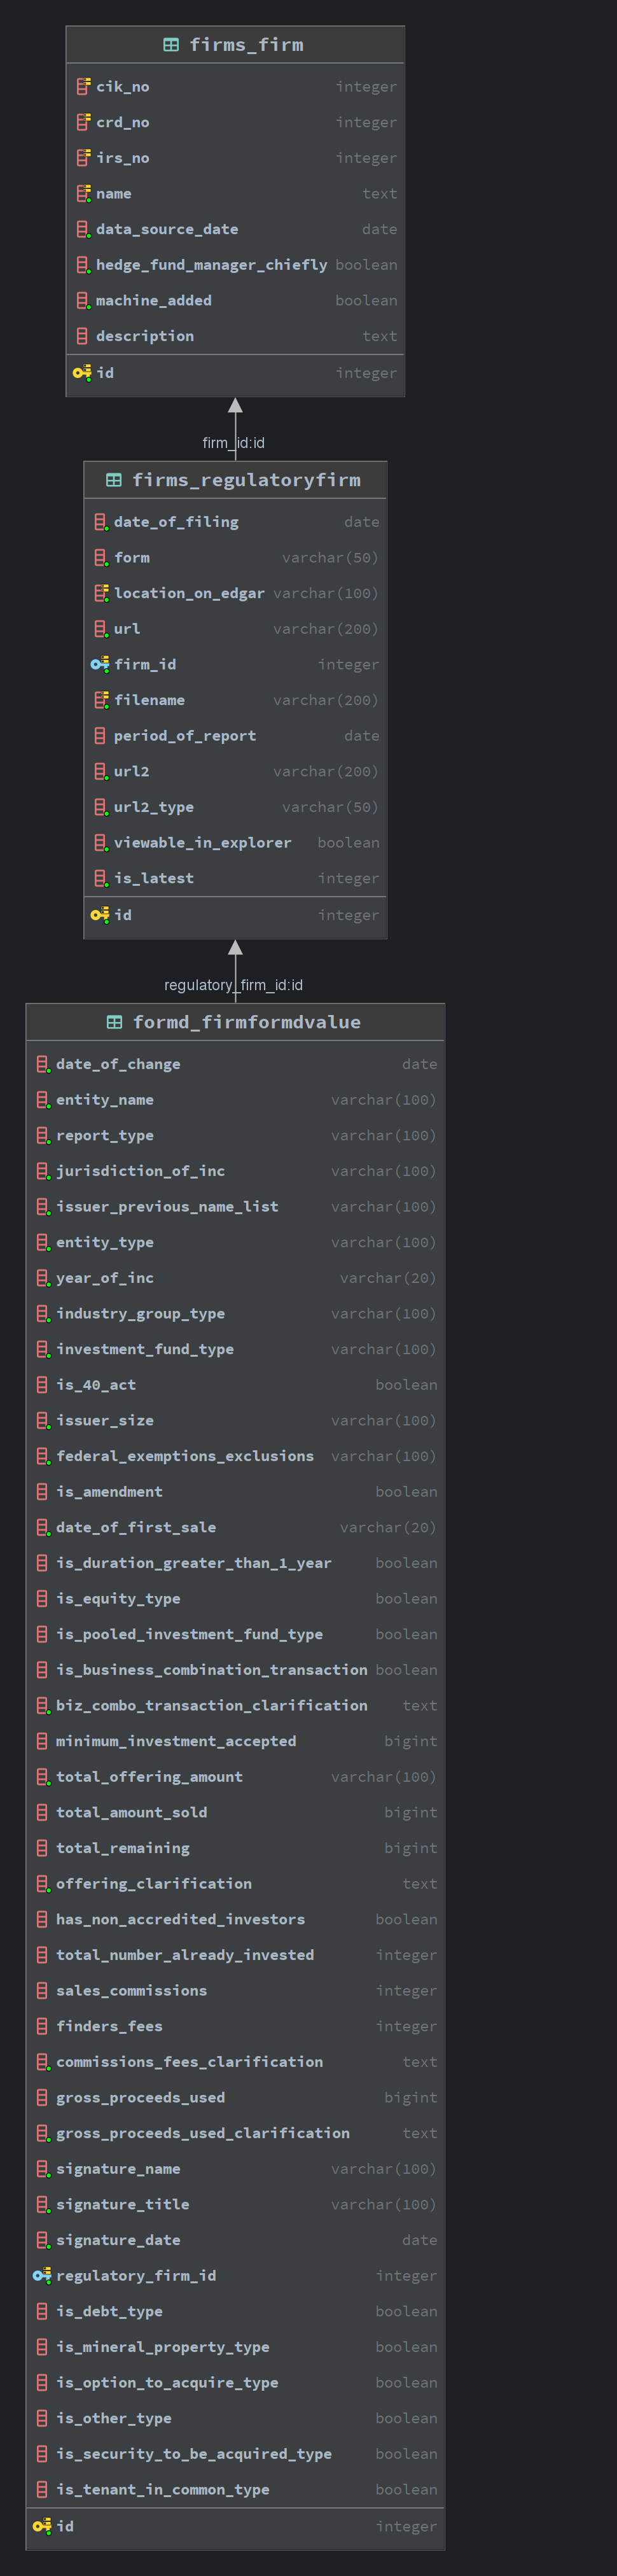 firms_firm
cik_no integer
crd_no integer
irs_no integer
name text
data_source_date date
hedge_fund_manager_chiefly boolean
machine_added boolean
description text
id integer
firm_id:id
firms_regulatoryfirm
date_of_filing date
form varchar(50)
location_on_edgar varchar(100)
url varchar(200)
firm_id integer
filename varchar(200)
period_of_report date
url2 varchar(200)
url2_type varchar(50)
viewable_in_explorer boolean
is_latest integer
id integer
regulatory_firm_id:id
formd_firmformdvalue
date_of_change date
entity_name varchar(100)
report_type varchar(100)
jurisdiction_of_inc varchar(100)
issuer_previous_name_list varchar(100)
entity_type varchar(100)
year_of_inc varchar(20)
industry_group_type varchar(100)
investment_fund_type varchar(100)
is_40_act boolean
issuer_size varchar(100)
federal_exemptions_exclusions varchar(100)
is_amendment boolean
date_of_first_sale varchar(20)
is_duration_greater_than_1_year boolean
is_equity_type boolean
is_pooled_investment_fund_type boolean
is_business_combination_transaction boolean
biz_combo_transaction_clarification text
minimum_investment_accepted bigint
total_offering_amount varchar(100)
total_amount_sold bigint
total_remaining bigint
offering_clarification text
has_non_accredited_investors boolean
total_number_already_invested integer
sales_commissions integer
finders_fees integer
commissions_fees_clarification text
gross_proceeds_used bigint
gross_proceeds_used_clarification text
signature_name varchar(100)
signature_title varchar(100)
signature_date date
regulatory_firm_id integer
is_debt_type boolean
is_mineral_property_type boolean
is_option_to_acquire_type boolean
is_other_type boolean
is_security_to_be_acquired_type boolean
is_tenant_in_common_type boolean
id integer